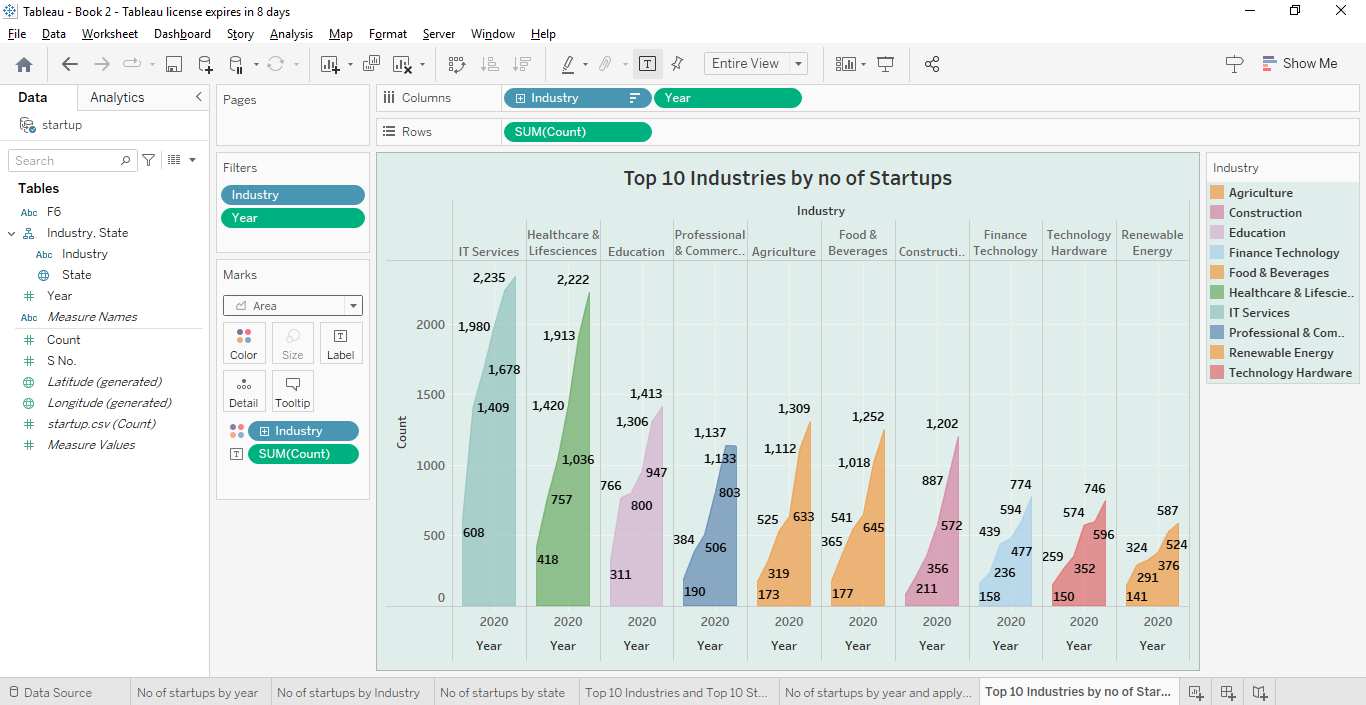 Tableau - Book 2 - Tableau license expires in 8 days
File Data Worksheet Dashboard Story Analysis Map Format Server Window Help
Entire View
Show Me
Data Analytics
startup
Search
Tables
Abc F6
Industry, State
Abc Industry
State
Year
Abc Measure Names
Count
S No.
Latitude (generated)
Longitude (generated)
startup.csv (Count)
Measure Values
Pages
Filters
Industry
Year
Marks
Area
Color Size Label
Detail Tooltip
Industry
SUM(Count)
Columns Industry Year
Rows SUM(Count)
Top 10 Industries by no of Startups
Industry
IT Services
Healthcare &
Lifesciences
Education
Professional
& Commerc..
Agriculture
Food &
Beverages
Constructi..
Finance
Technology
Technology
Hardware
Renewable
Energy
Count
2000
1500
1000
500
0
2,235
1,980
1,678
1,409
608
2,222
1,913
1,420
1,036
757
418
1,413
1,306
947
766
800
311
1,137
1,133
803
384
506
190
1,309
1,112
525
633
319
173
1,252
1,018
541
645
365
177
1,202
887
572
356
211
774
594
439
477
236
158
746
574
596
259
352
150
587
524
324
376
291
141
2020 2020 2020 2020 2020 2020 2020 2020 2020 2020
Year Year Year Year Year Year Year Year Year Year
Industry
Agriculture
Construction
Education
Finance Technology
Food & Beverages
Healthcare & Lifescie..
IT Services
Professional & Com..
Renewable Energy
Technology Hardware
Data Source No of startups by year No of startups by Industry No of startups by state Top 10 Industries and Top 10 St... No of startups by year and apply... Top 10 Industries by no of Star...